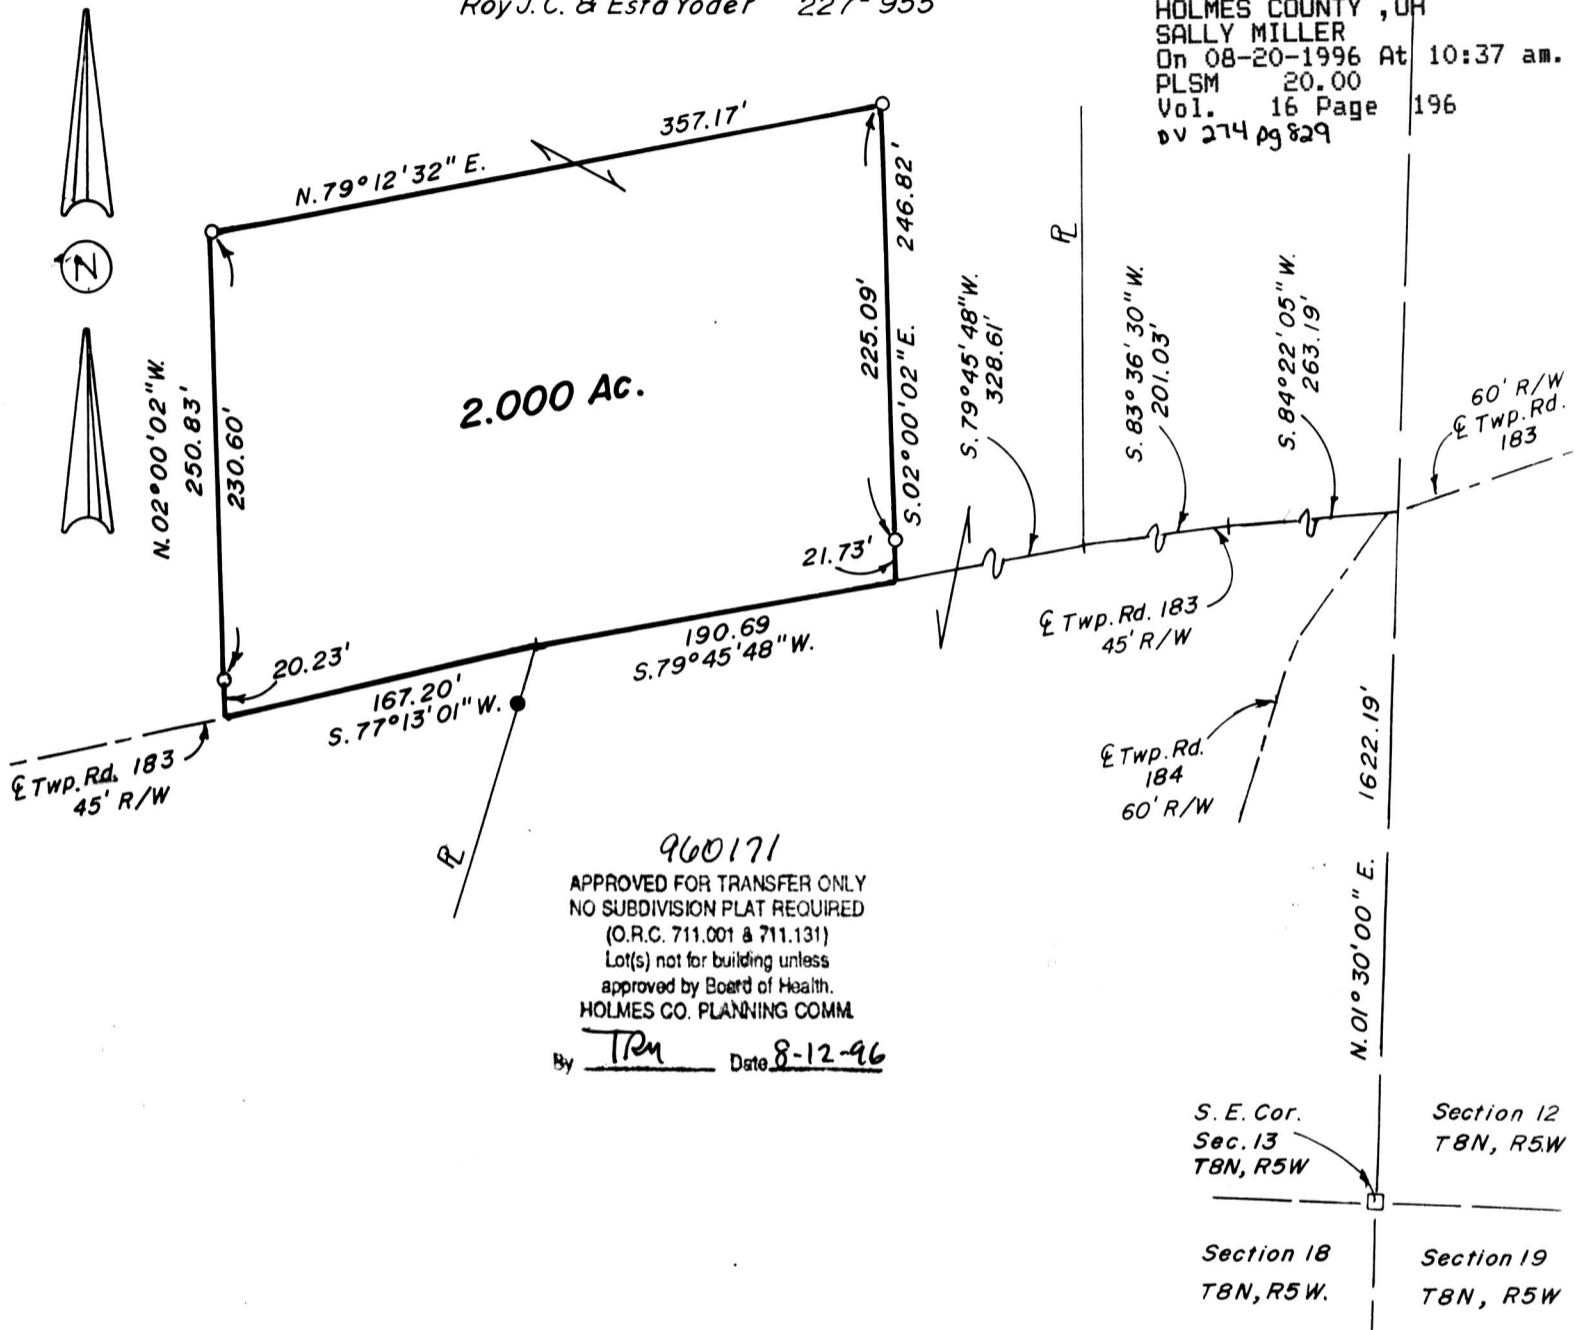 Roy J. C. & Esta Yoder 227-955
HOLMES COUNTY , OH
SALLY MILLER
On 08-20-1996 At 10:37 am.
PLSM 20.00
Vol. 16 Page 196
DV 274 pg 829
N
357.17'
N. 79° 12' 32" E.
246.82'
225.09'
S. 02° 00' 02" E.
N. 02° 00' 02" W.
250.83'
230.60'
2.000 Ac.
S. 79° 45' 48" W.
328.61'
S. 83° 36' 30" W.
201.03'
S. 84° 22' 05" W.
263.19'
60' R/W
℄ Twp. Rd.
183
21.73'
℄ Twp. Rd. 183
45' R/W
190.69
S. 79° 45' 48" W.
20.23'
167.20'
S. 77° 13' 01" W.
℄ Twp. Rd. 183
45' R/W
℄ Twp. Rd.
184
60' R/W
1622.19'
N. 01° 30' 00" E.
PL
PL
960171
APPROVED FOR TRANSFER ONLY
NO SUBDIVISION PLAT REQUIRED
(O.R.C. 711.001 & 711.131)
Lot(s) not for building unless
approved by Board of Health.
HOLMES CO. PLANNING COMM.
By TRM Date 8-12-96
S. E. Cor.
Sec. 13
T8N, R5W
Section 12
T8N, R5W
Section 18
T8N, R5W.
Section 19
T8N, R5W